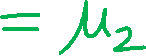 = μ₂